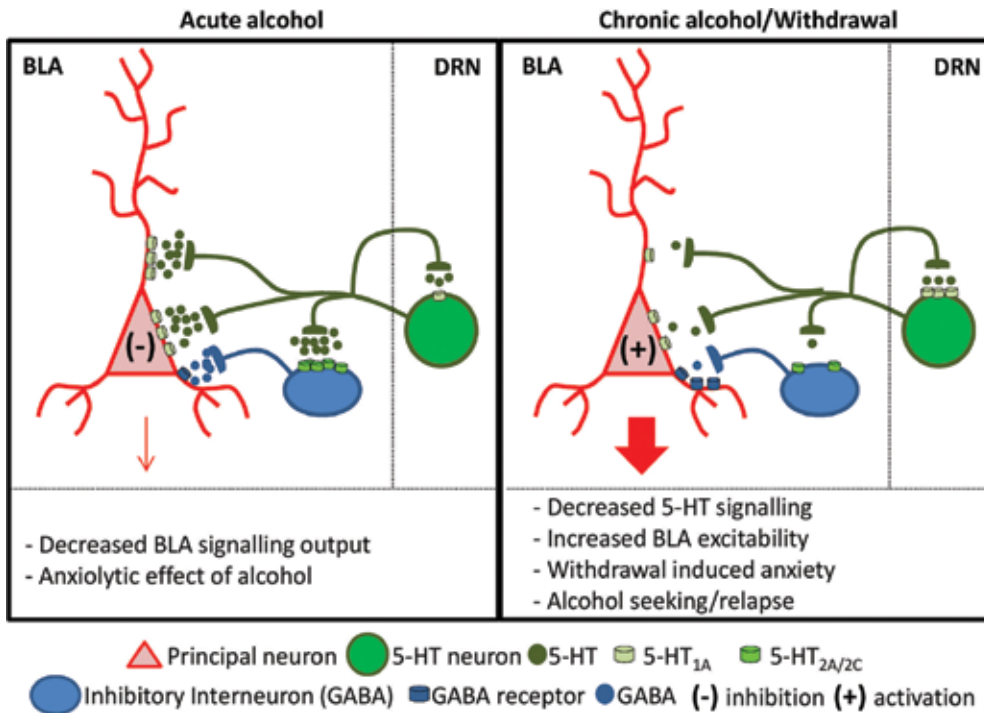 Acute alcohol
Chronic alcohol/Withdrawal
BLA
DRN
BLA
DRN
(-)
(+)
- Decreased BLA signalling output
- Anxiolytic effect of alcohol
- Decreased 5-HT signalling
- Increased BLA excitability
- Withdrawal induced anxiety
- Alcohol seeking/relapse
Principal neuron 5-HT neuron 5-HT 5-HT1A 5-HT2A/2C
Inhibitory Interneuron (GABA) GABA receptor GABA (-) inhibition (+) activation